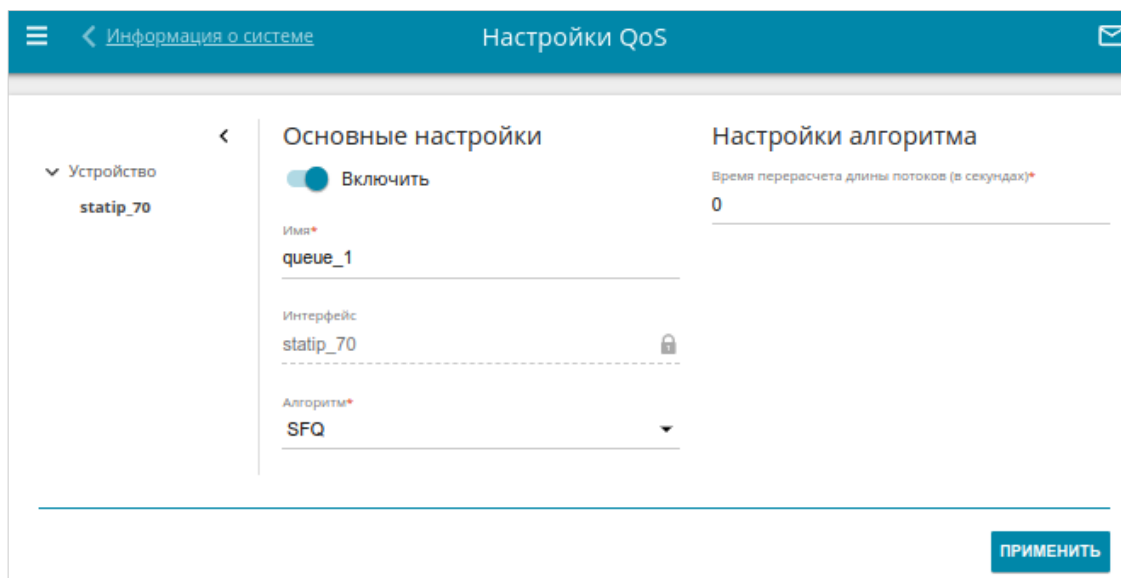 Информация о системе
Настройки QoS
Устройство
statip_70
Основные настройки
Включить
Имя*
queue_1
Интерфейс
statip_70
Алгоритм*
SFQ
Настройки алгоритма
Время перерасчета длины потоков (в секундах)*
0
ПРИМЕНИТЬ